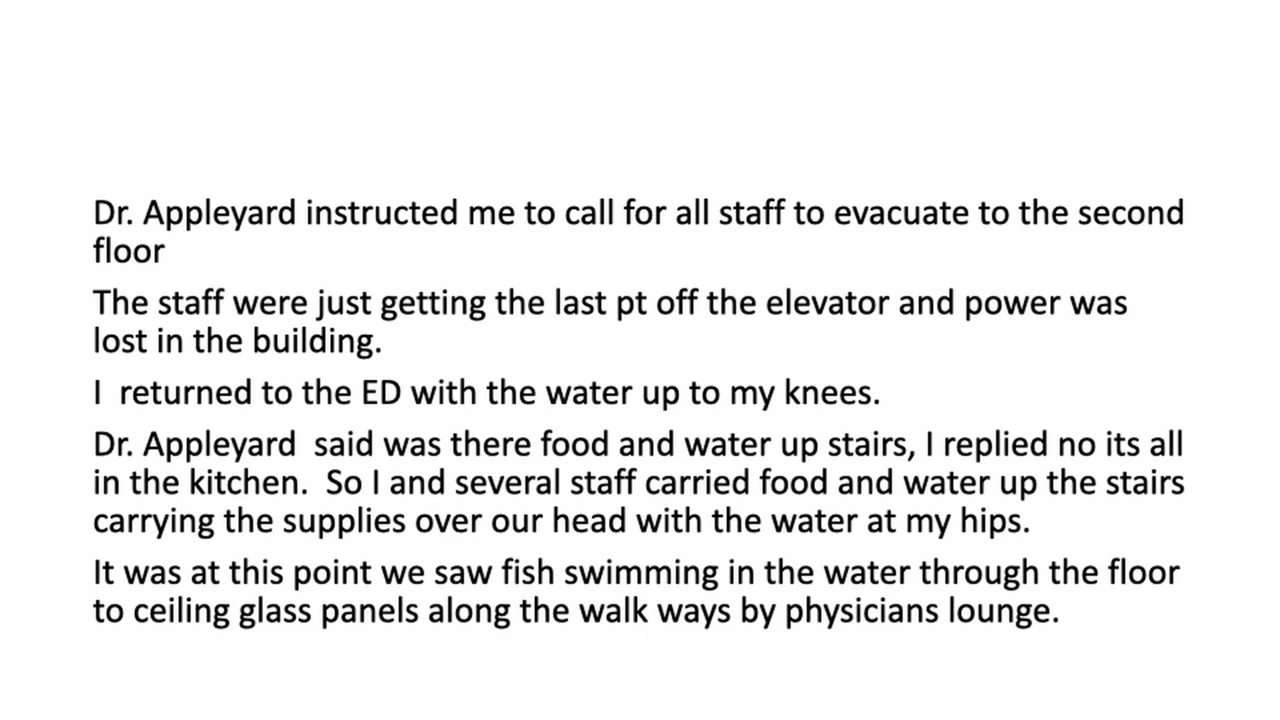 Dr. Appleyard instructed me to call for all staff to evacuate to the second
floor
The staff were just getting the last pt off the elevator and power was
lost in the building.
I  returned to the ED with the water up to my knees.
Dr. Appleyard  said was there food and water up stairs, I replied no its all
in the kitchen.  So I and several staff carried food and water up the stairs
carrying the supplies over our head with the water at my hips.
It was at this point we saw fish swimming in the water through the floor
to ceiling glass panels along the walk ways by physicians lounge.